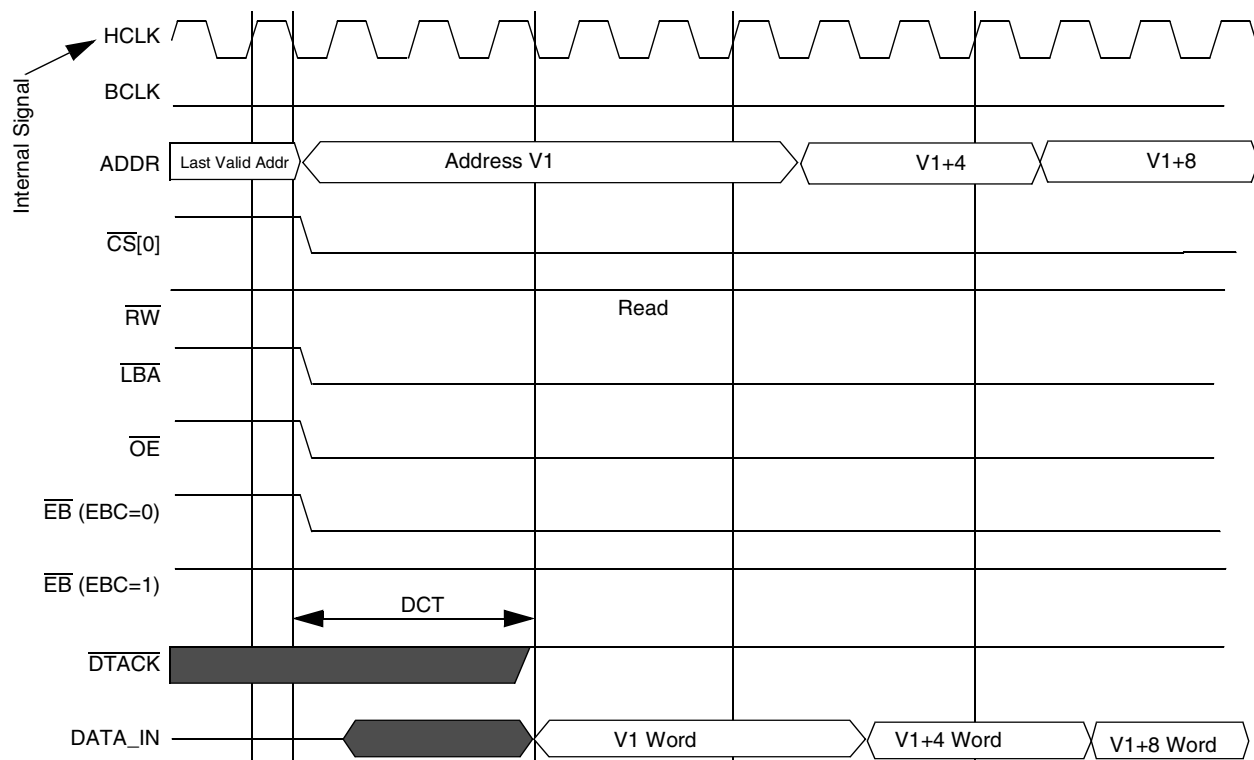 HCLK
Internal Signal
BCLK
ADDR
Last Valid Addr
Address V1
V1+4
V1+8
CS[0]
RW
Read
LBA
OE
EB (EBC=0)
EB (EBC=1)
DCT
DTACK
DATA_IN
V1 Word
V1+4 Word
V1+8 Word